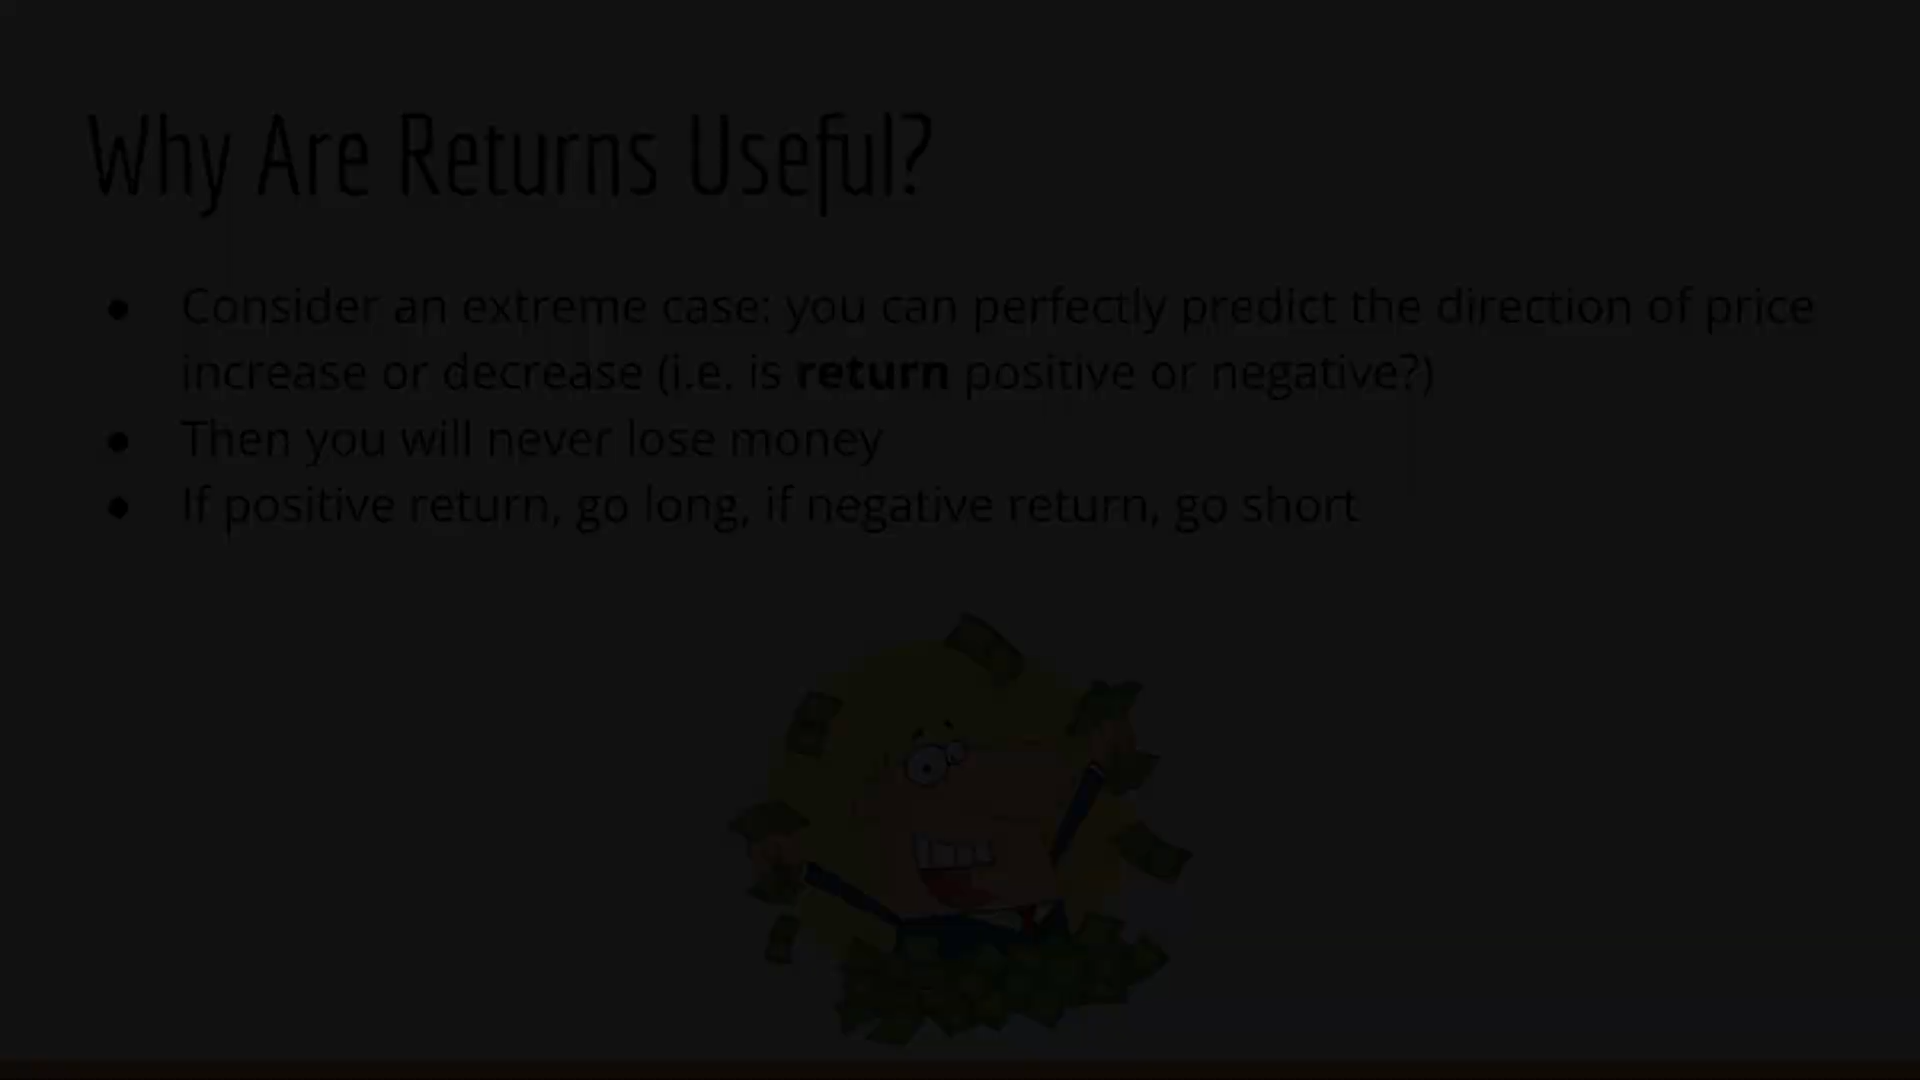 Why Are Returns Useful?
● Consider an extreme case: you can perfectly predict the direction of price
increase or decrease (i.e. is return positive or negative?)
● Then you will never lose money
● If positive return, go long, if negative return, go short